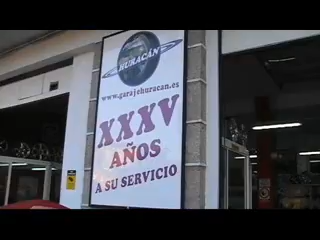 HURACÁN
www.garajehuracan.es
XXXV
AÑOS
A SU SERVICIO